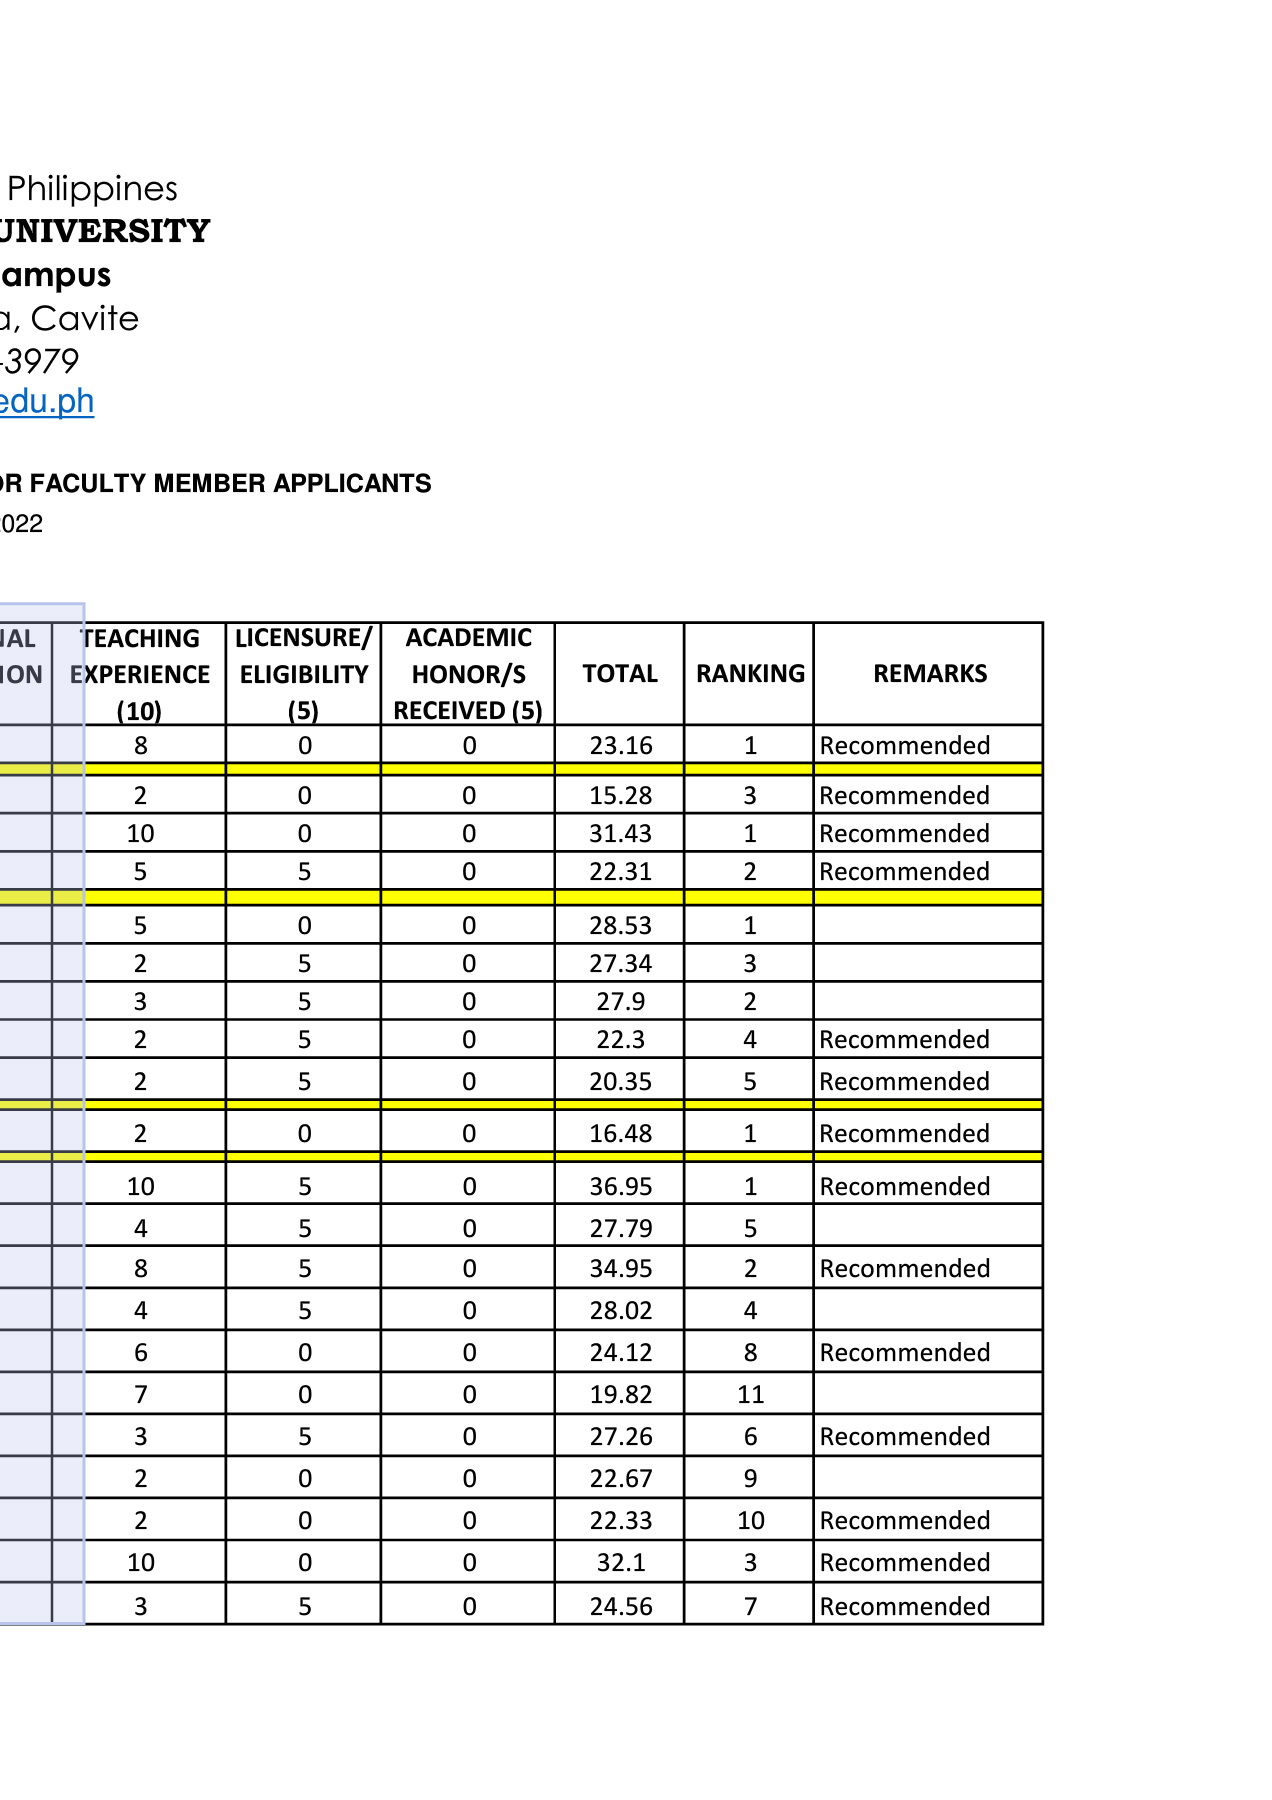 Philippines
UNIVERSITY
ampus
a, Cavite
-3979
edu.ph
OR FACULTY MEMBER APPLICANTS
2022
NAL TEACHING LICENSURE/ ACADEMIC
ION EXPERIENCE ELIGIBILITY HONOR/S TOTAL RANKING REMARKS
(10) (5) RECEIVED (5)
8 0 0 23.16 1 Recommended
2 0 0 15.28 3 Recommended
10 0 0 31.43 1 Recommended
5 5 0 22.31 2 Recommended
5 0 0 28.53 1
2 5 0 27.34 3
3 5 0 27.9 2
2 5 0 22.3 4 Recommended
2 5 0 20.35 5 Recommended
2 0 0 16.48 1 Recommended
10 5 0 36.95 1 Recommended
4 5 0 27.79 5
8 5 0 34.95 2 Recommended
4 5 0 28.02 4
6 0 0 24.12 8 Recommended
7 0 0 19.82 11
3 5 0 27.26 6 Recommended
2 0 0 22.67 9
2 0 0 22.33 10 Recommended
10 0 0 32.1 3 Recommended
3 5 0 24.56 7 Recommended